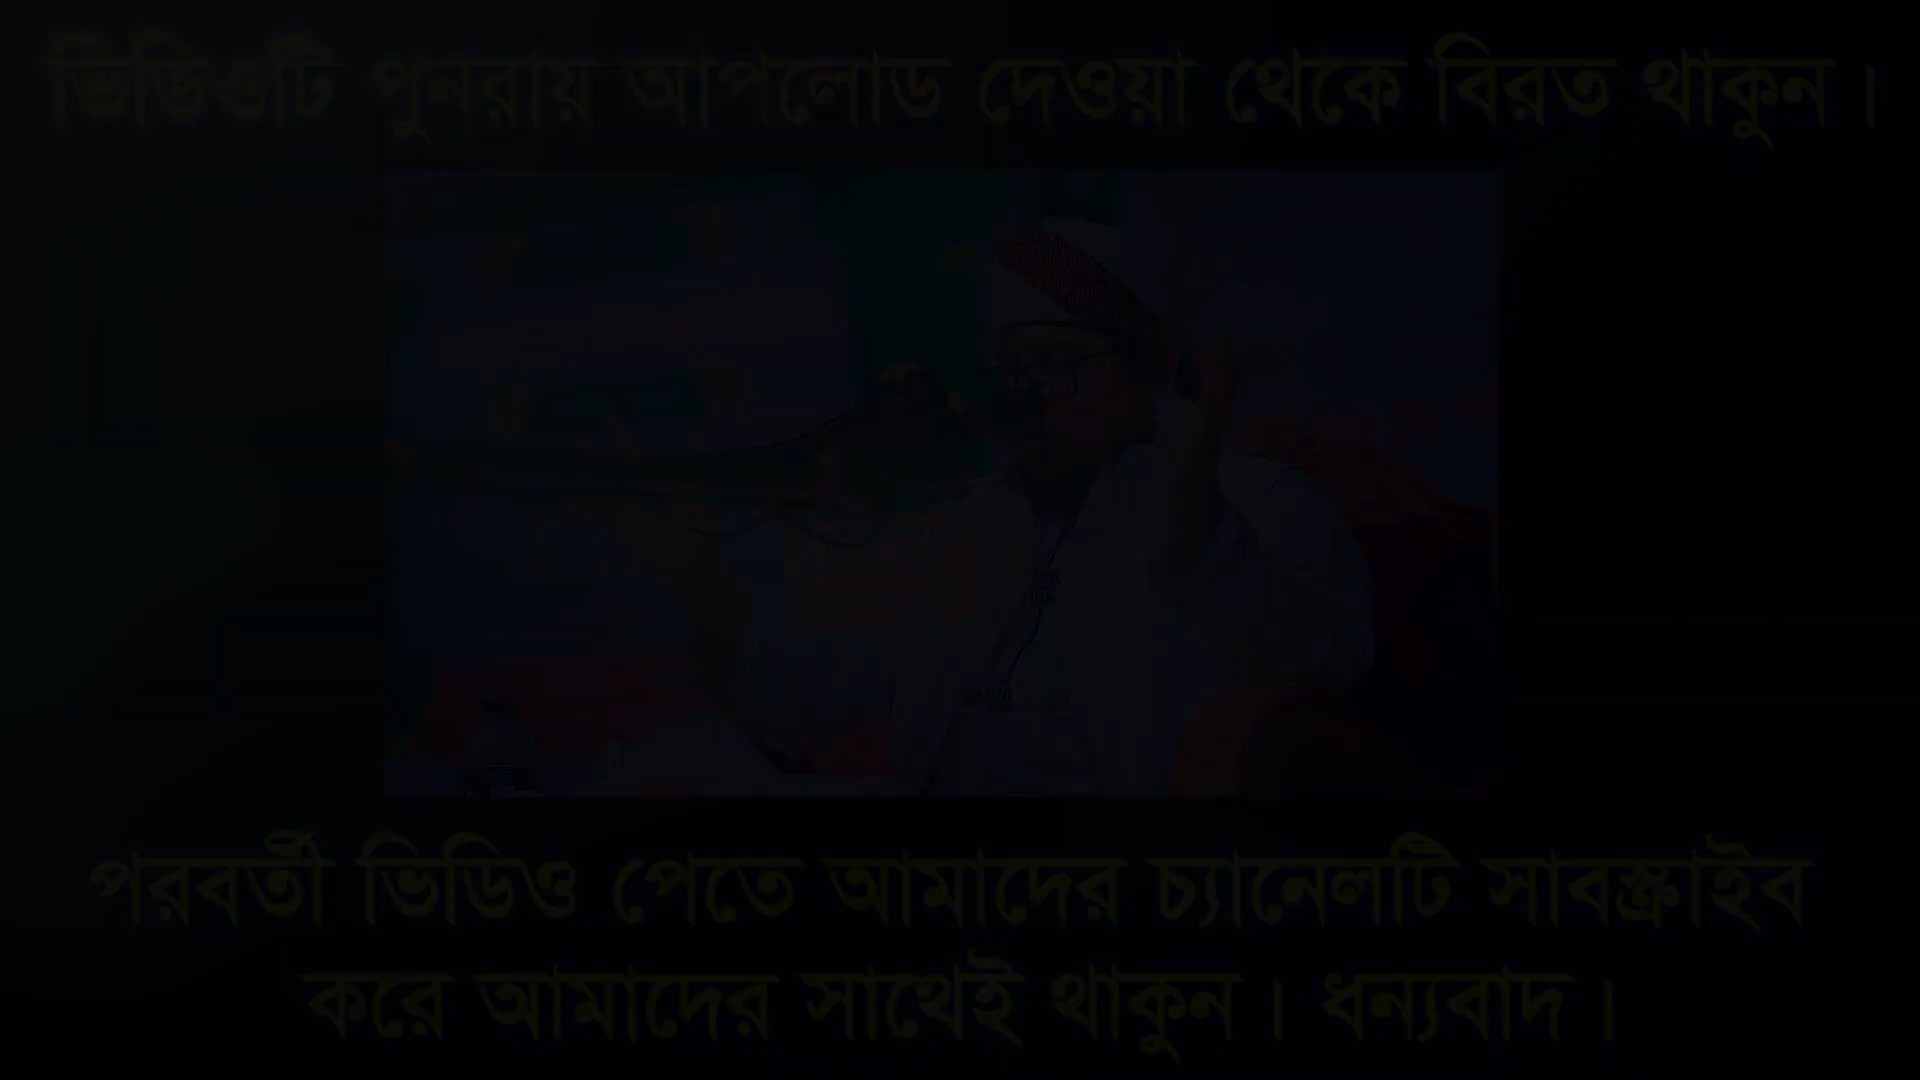 ভিডিওটি পুনরায় আপলোড দেওয়া থেকে বিরত থাকুন।
পরবর্তী ভিডিও পেতে আমাদের চ্যানেলটি সাবস্ক্রাইব
করে আমাদের সাথেই থাকুন। ধন্যবাদ।